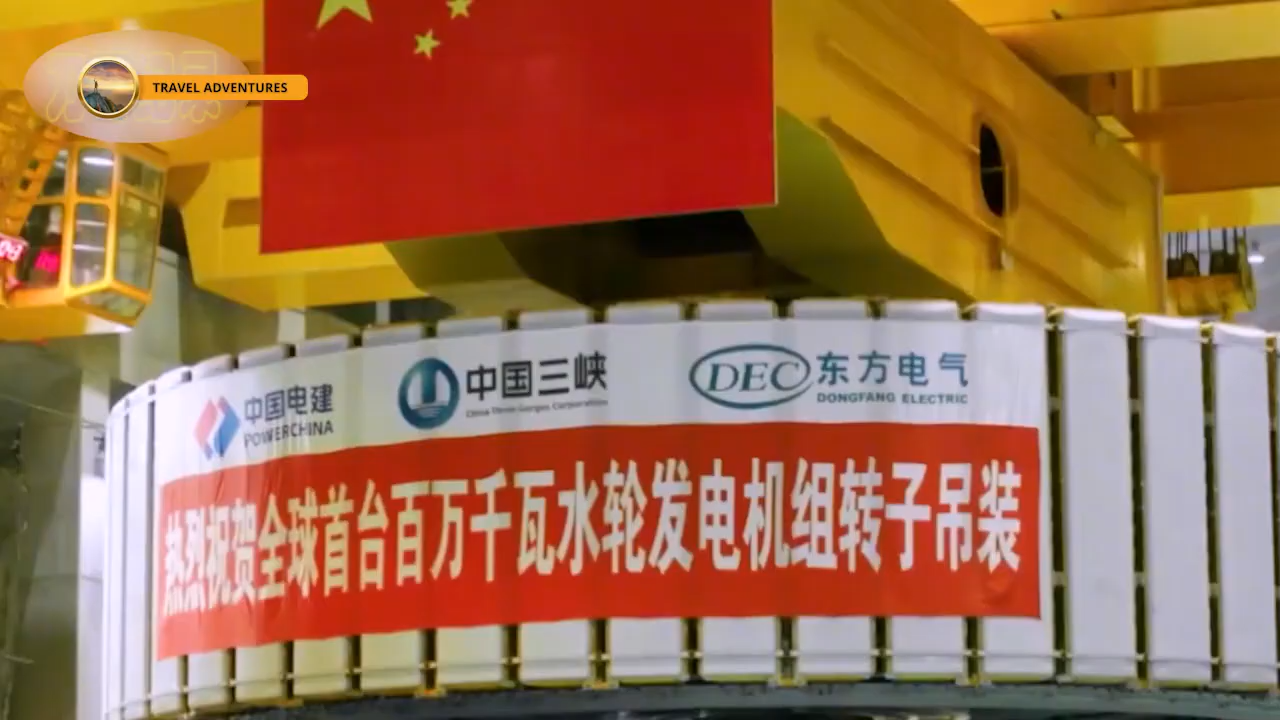 TRAVEL ADVENTURES
中国电建
POWERCHINA
中国三峡
China Three Gorges Corporation
DEC 东方电气
DONGFANG ELECTRIC
热烈祝贺全球首台百万千瓦水轮发电机组转子吊装